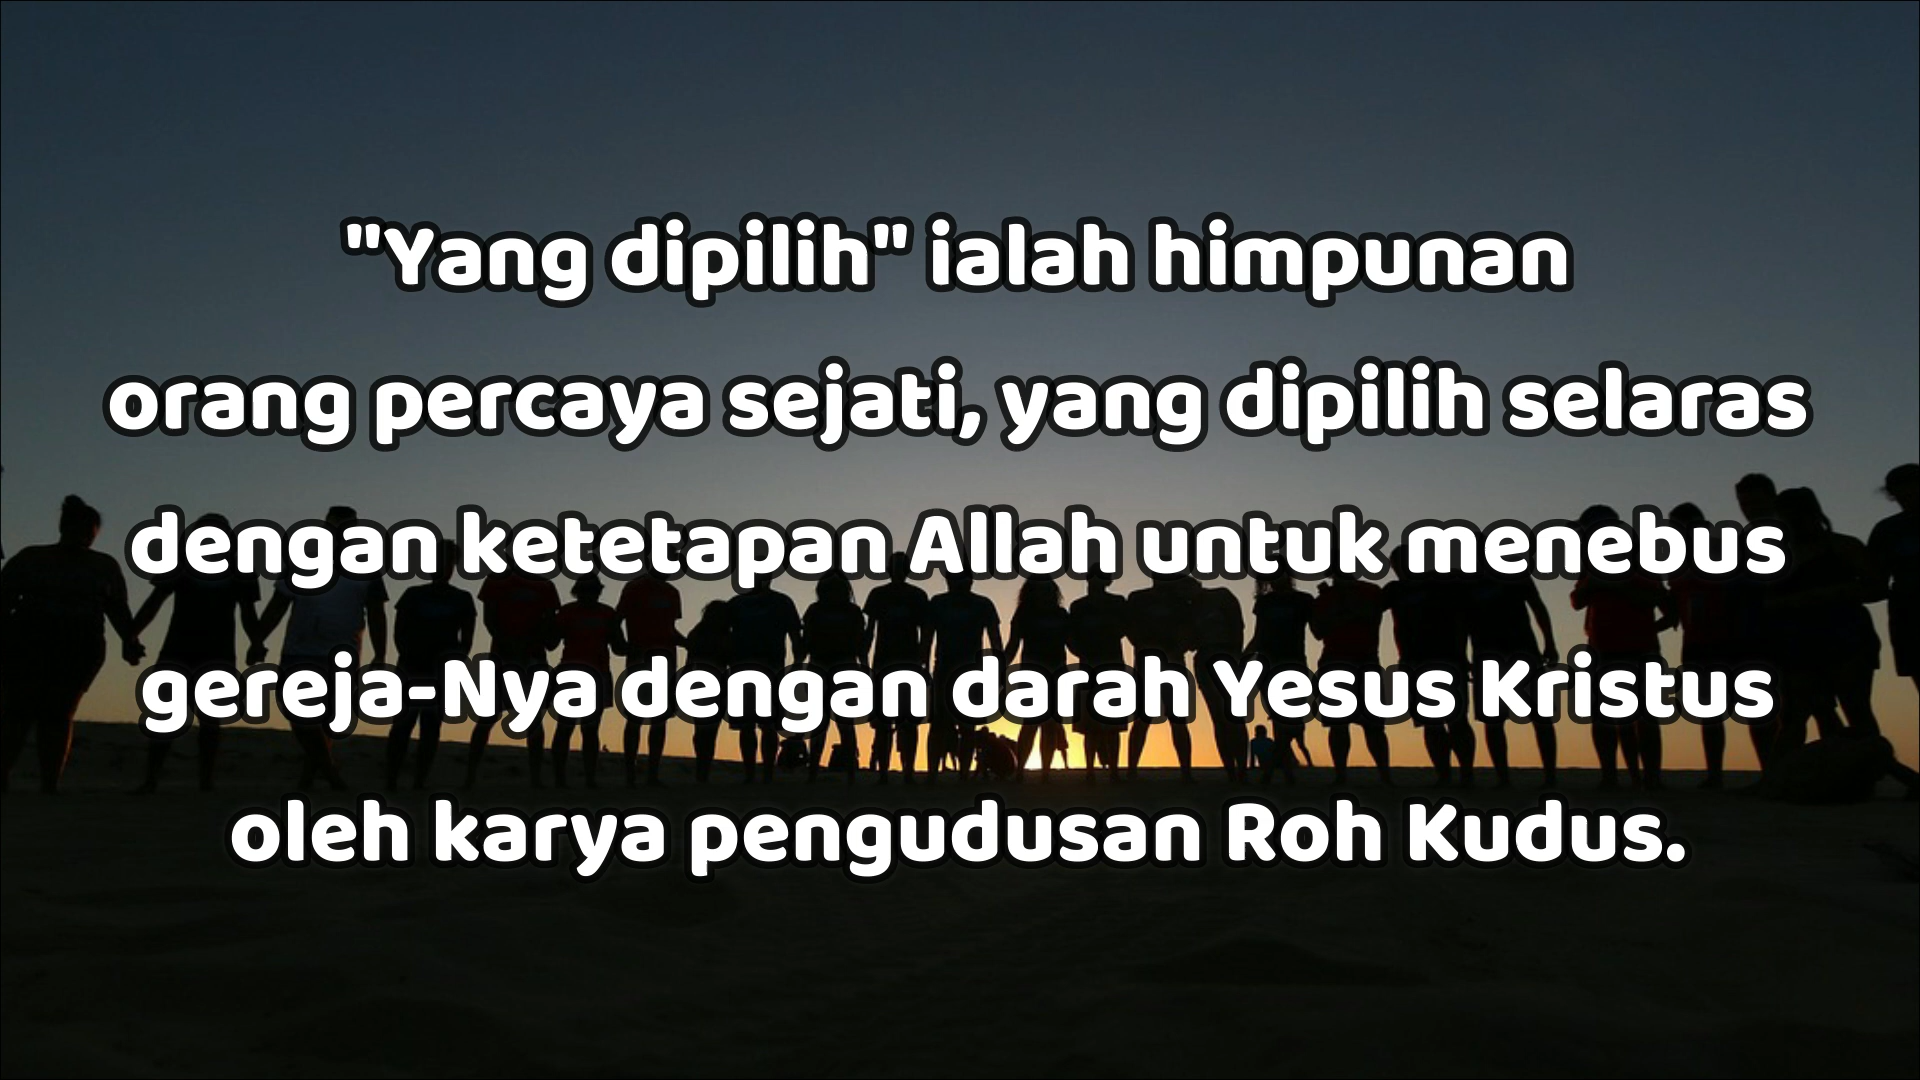 "Yang dipilih" ialah himpunan
orang percaya sejati, yang dipilih selaras
dengan ketetapan Allah untuk menebus
gereja-Nya dengan darah Yesus Kristus
oleh karya pengudusan Roh Kudus.